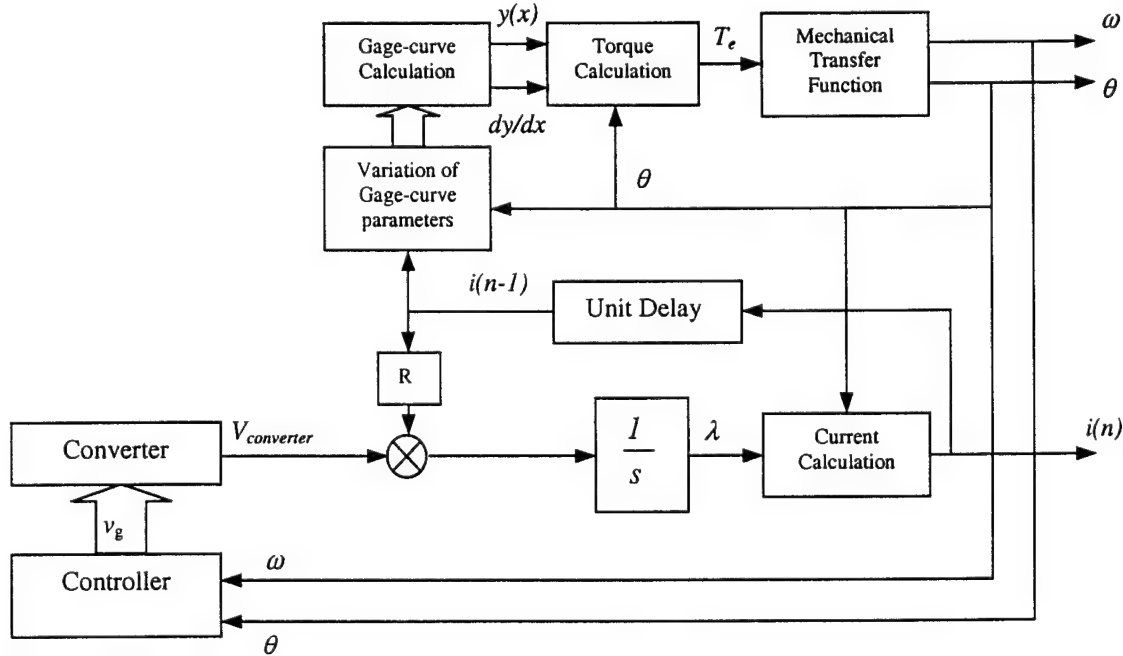 y(x)
ω
Gage-curve
Calculation
Torque
Calculation
T_e
Mechanical
Transfer
Function
θ
dy/dx
Variation of
Gage-curve
parameters
θ
i(n-1)
Unit Delay
R
Converter
V_converter
1
s
λ
Current
Calculation
i(n)
v_g
Controller
ω
θ